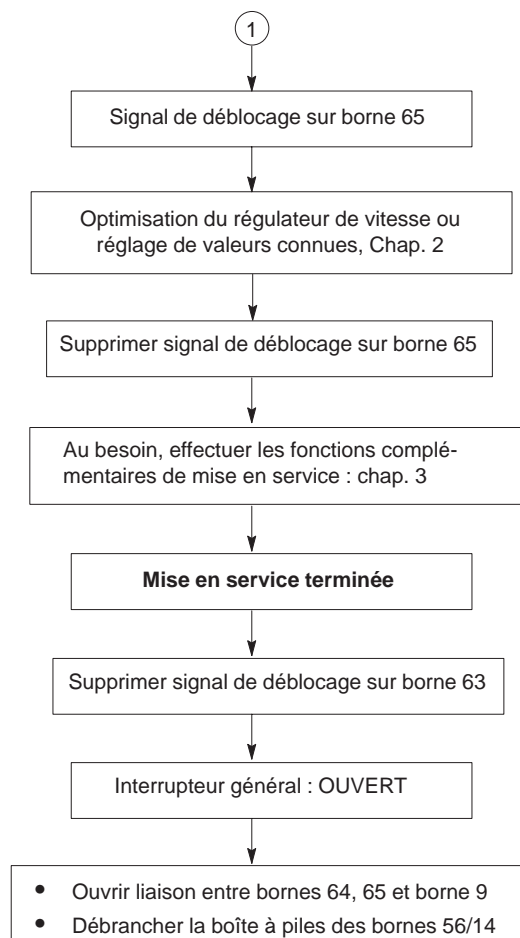 1
Signal de déblocage sur borne 65
Optimisation du régulateur de vitesse ou
réglage de valeurs connues, Chap. 2
Supprimer signal de déblocage sur borne 65
Au besoin, effectuer les fonctions complé-
mentaires de mise en service : chap. 3
Mise en service terminée
Supprimer signal de déblocage sur borne 63
Interrupteur général : OUVERT
• Ouvrir liaison entre bornes 64, 65 et borne 9
• Débrancher la boîte à piles des bornes 56/14